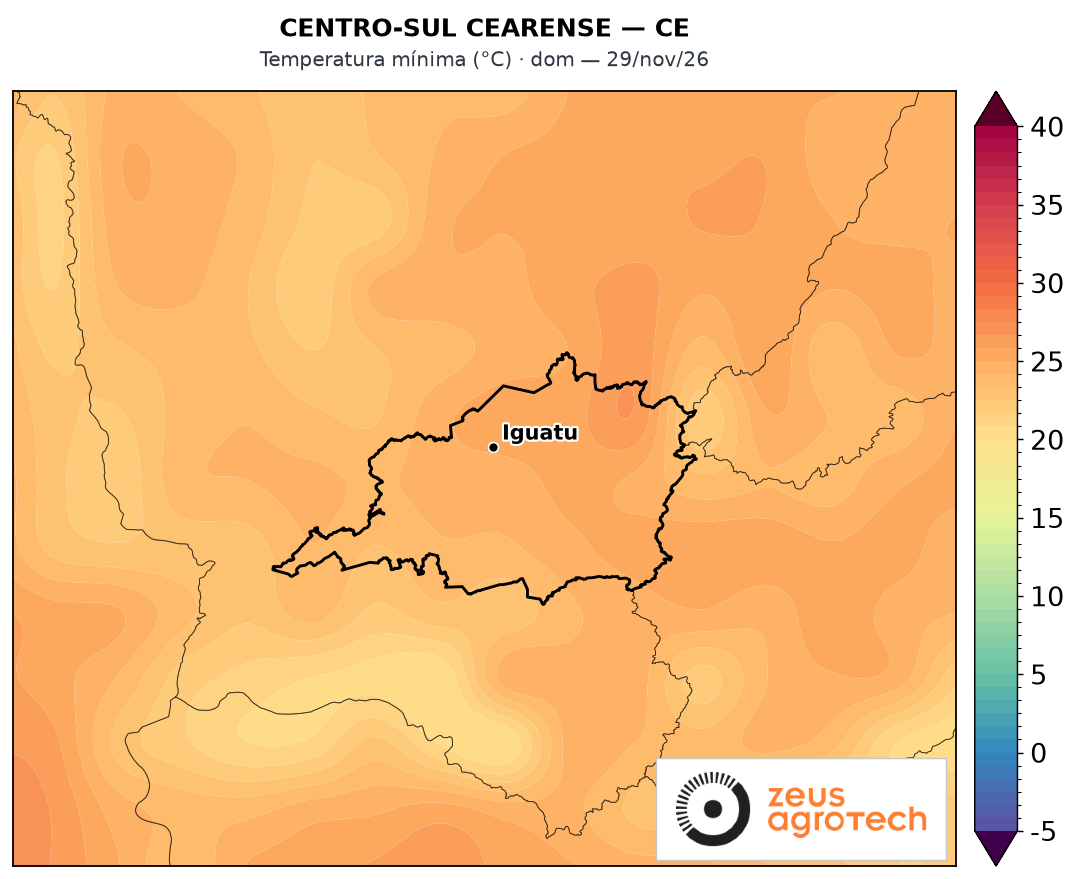 CENTRO-SUL CEARENSE — CE
Temperatura mínima (°C) · dom — 29/nov/26
Iguatu
40
35
30
25
20
15
10
5
0
-5
zeus
agrotech